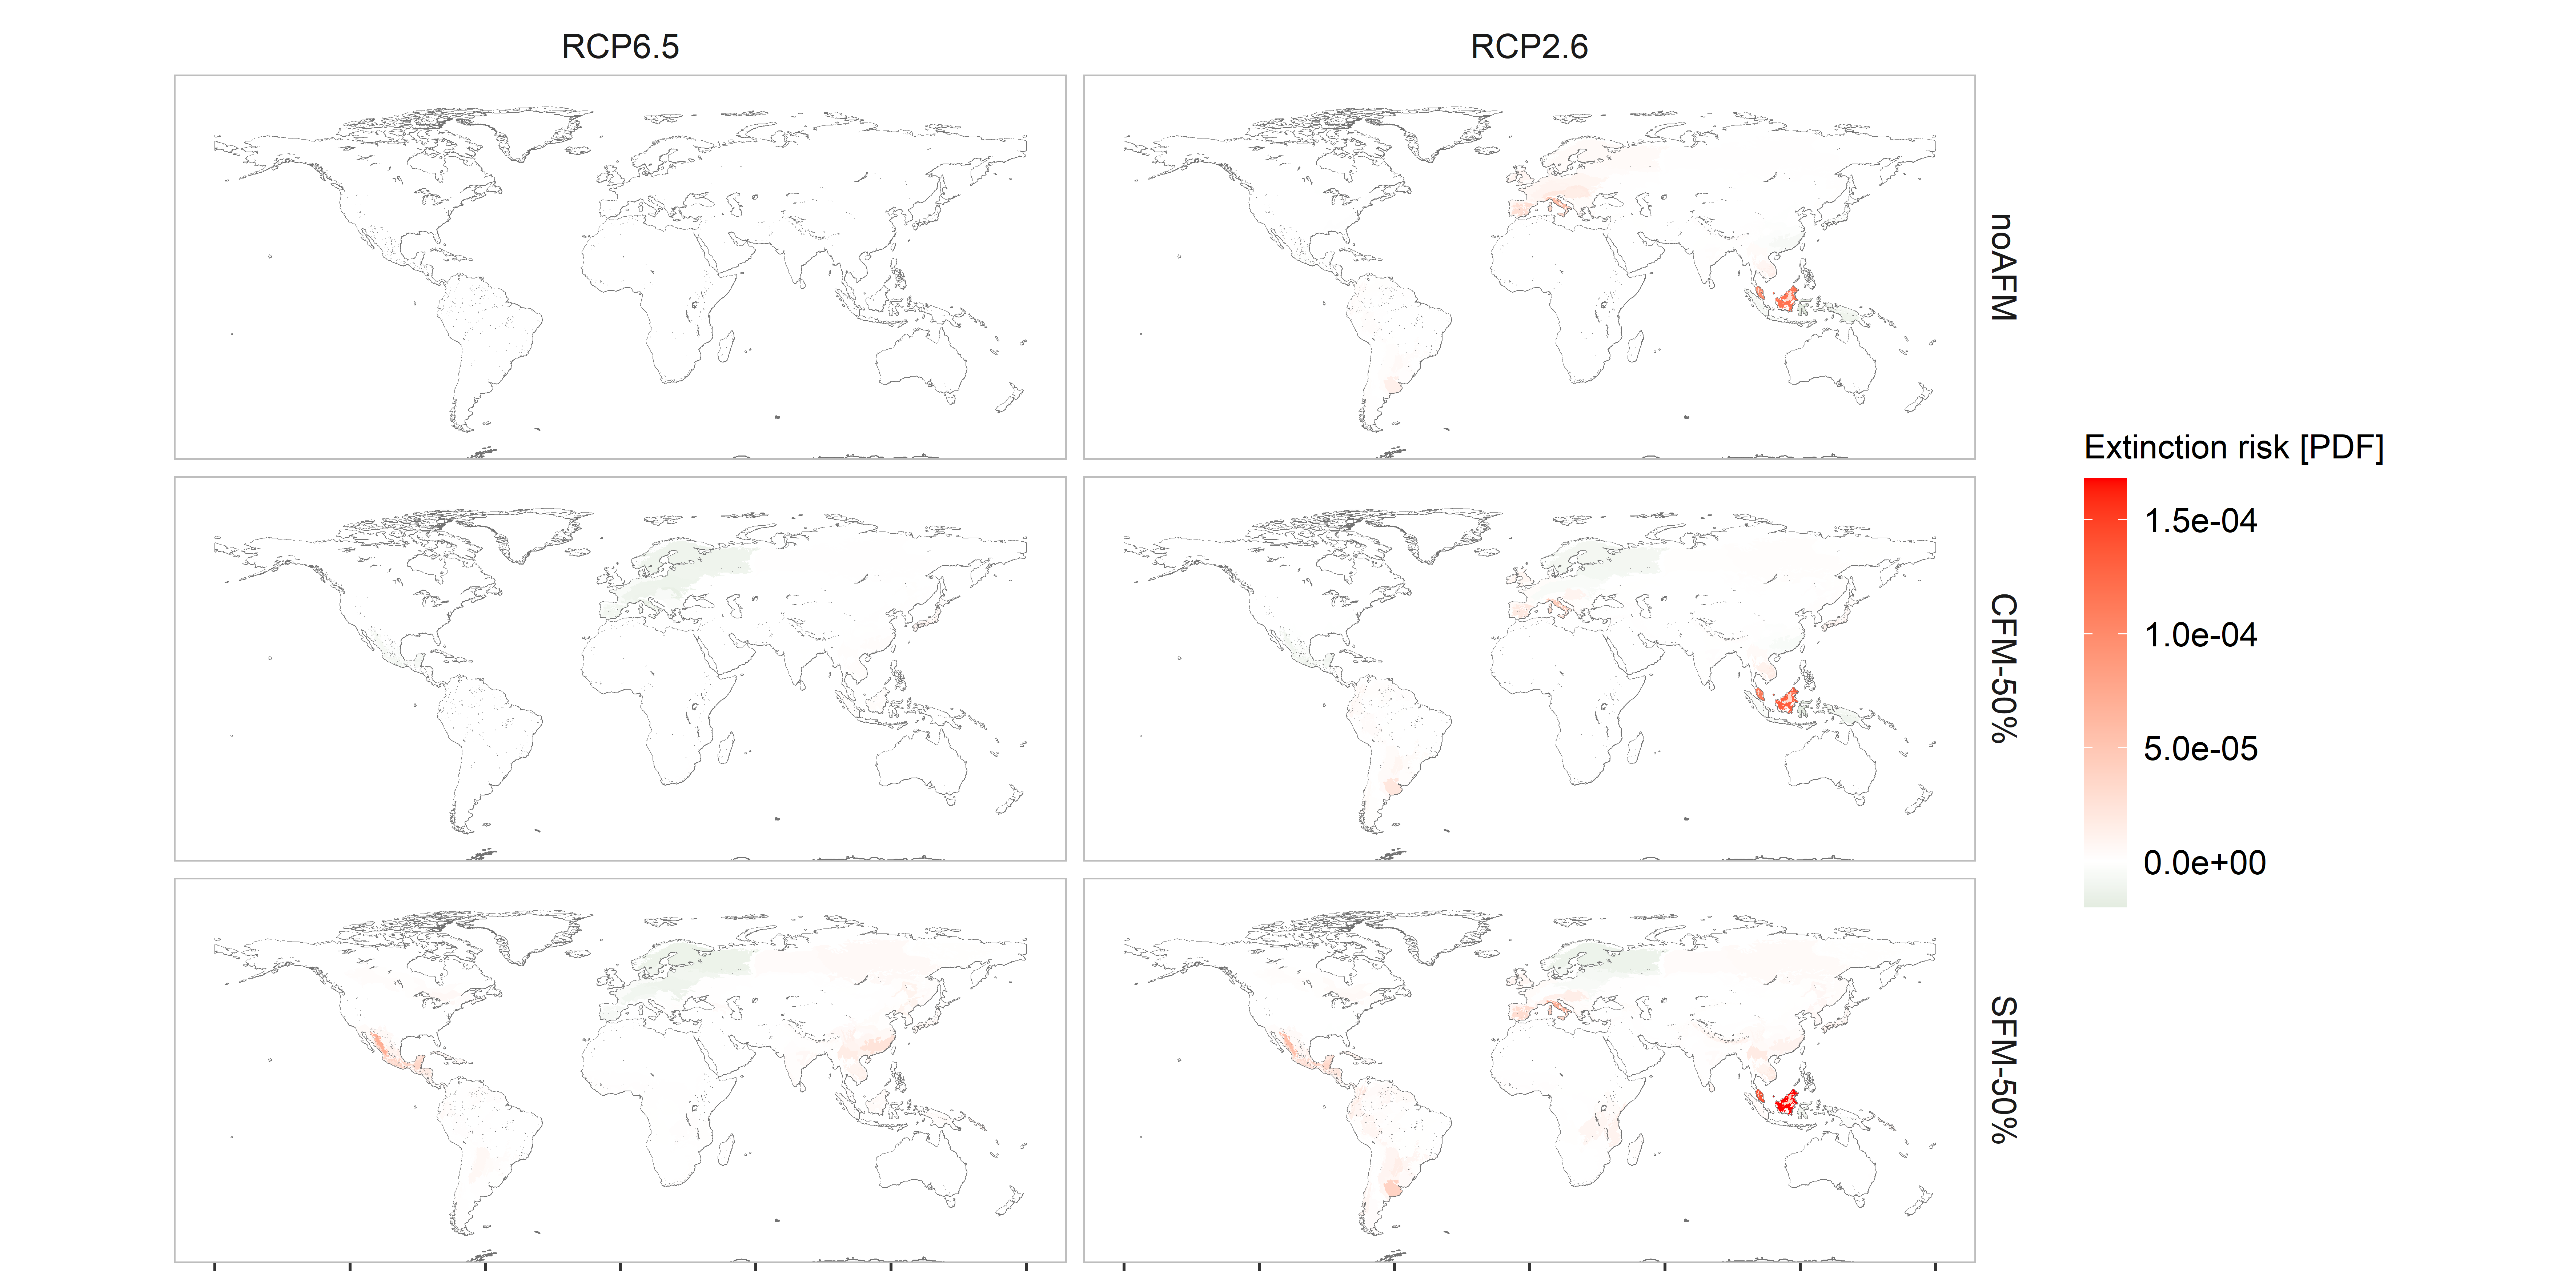 RCP6.5
RCP2.6
noAFM
CFM-50%
SFM-50%
Extinction risk [PDF]
1.5e-04
1.0e-04
5.0e-05
0.0e+00